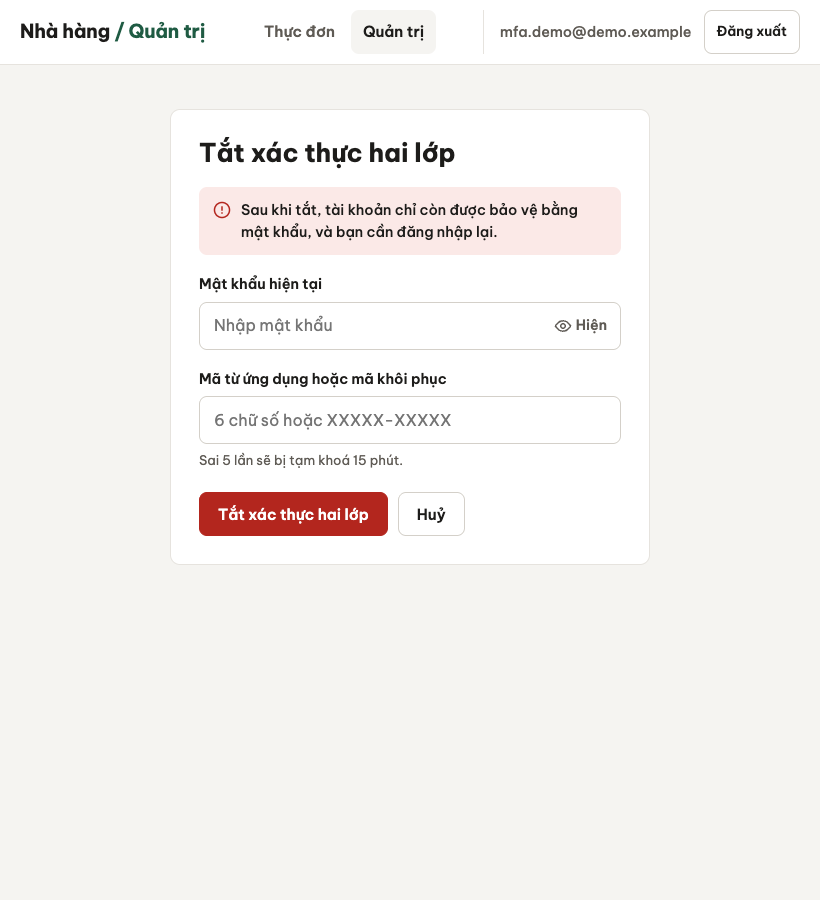 Nhà hàng / Quản trị
Thực đơn
Quản trị
mfa.demo@demo.example
Đăng xuất
Tắt xác thực hai lớp
Sau khi tắt, tài khoản chỉ còn được bảo vệ bằng
mật khẩu, và bạn cần đăng nhập lại.
Mật khẩu hiện tại
Nhập mật khẩu
Hiện
Mã từ ứng dụng hoặc mã khôi phục
6 chữ số hoặc XXXXX-XXXXX
Sai 5 lần sẽ bị tạm khoá 15 phút.
Tắt xác thực hai lớp
Huỷ